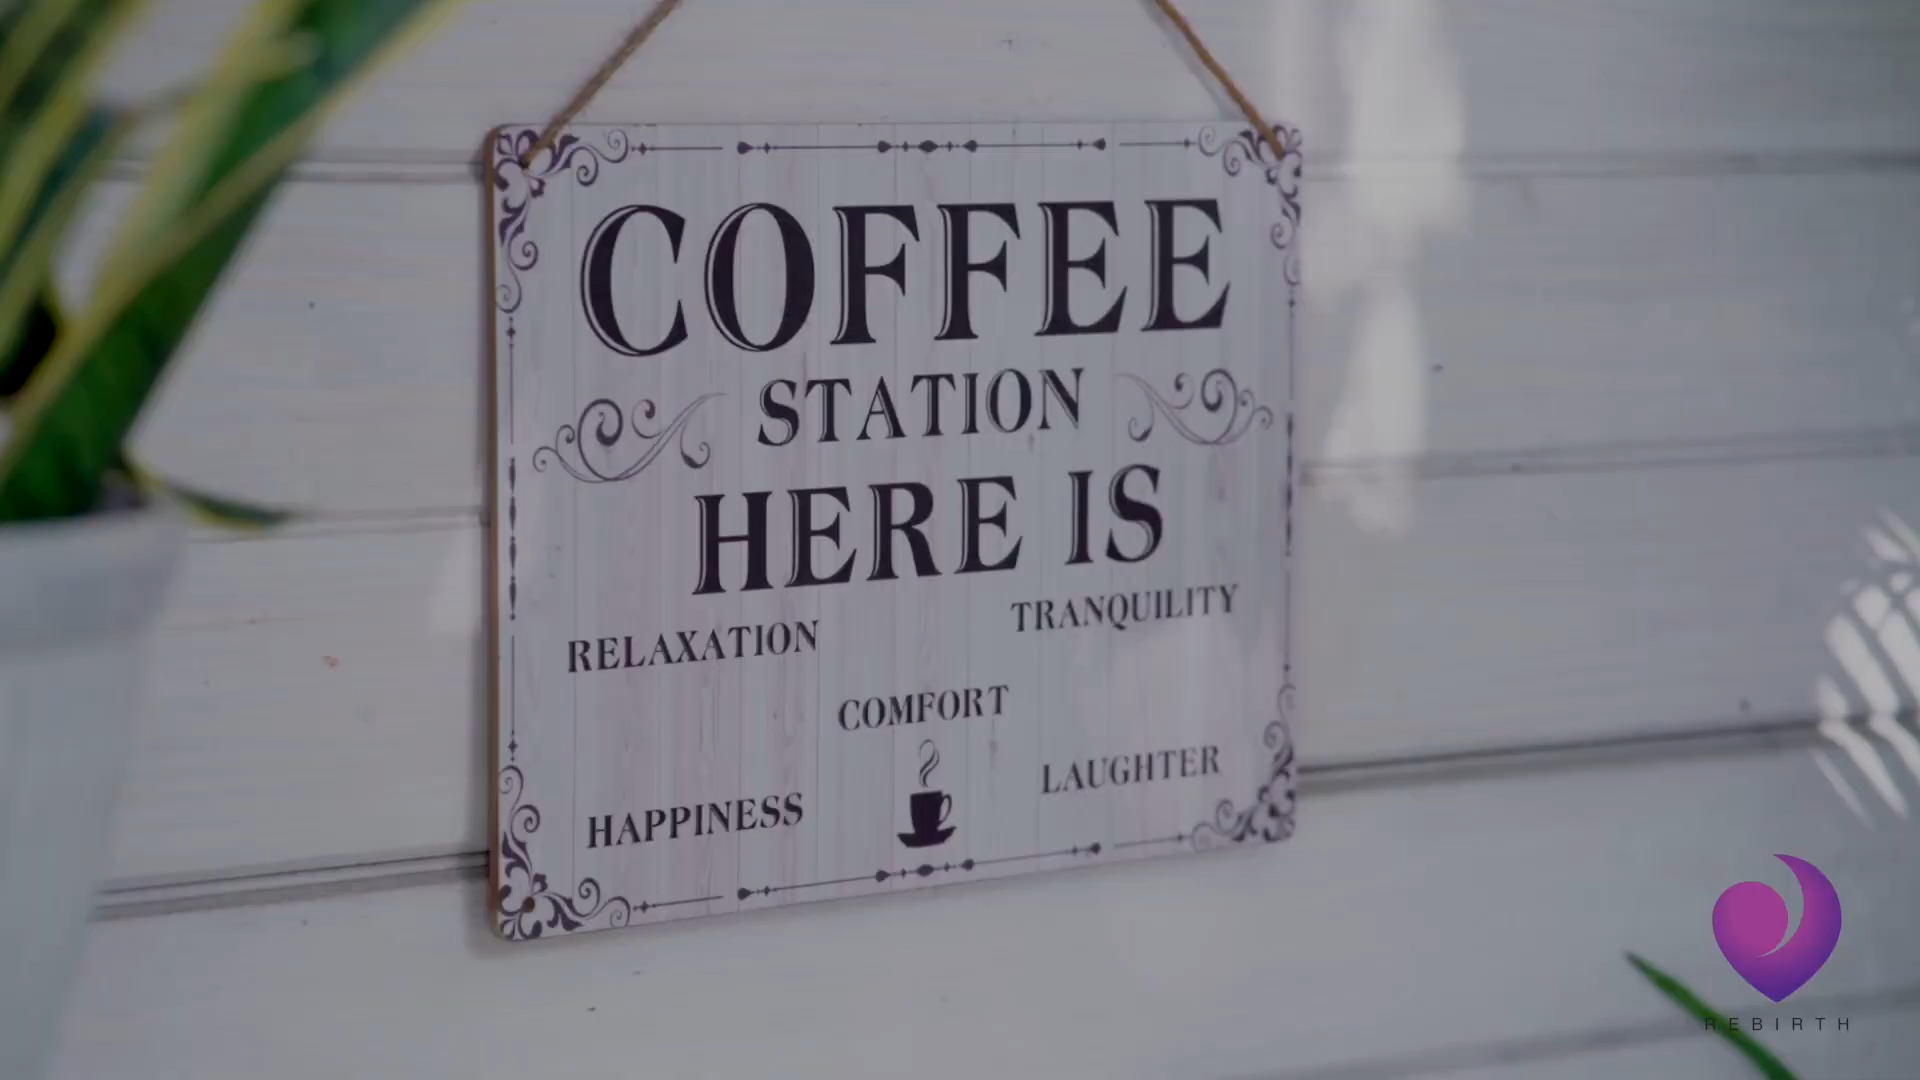 COFFEE
STATION
HERE IS
RELAXATION
TRANQUILITY
COMFORT
HAPPINESS
LAUGHTER
REBIRTH